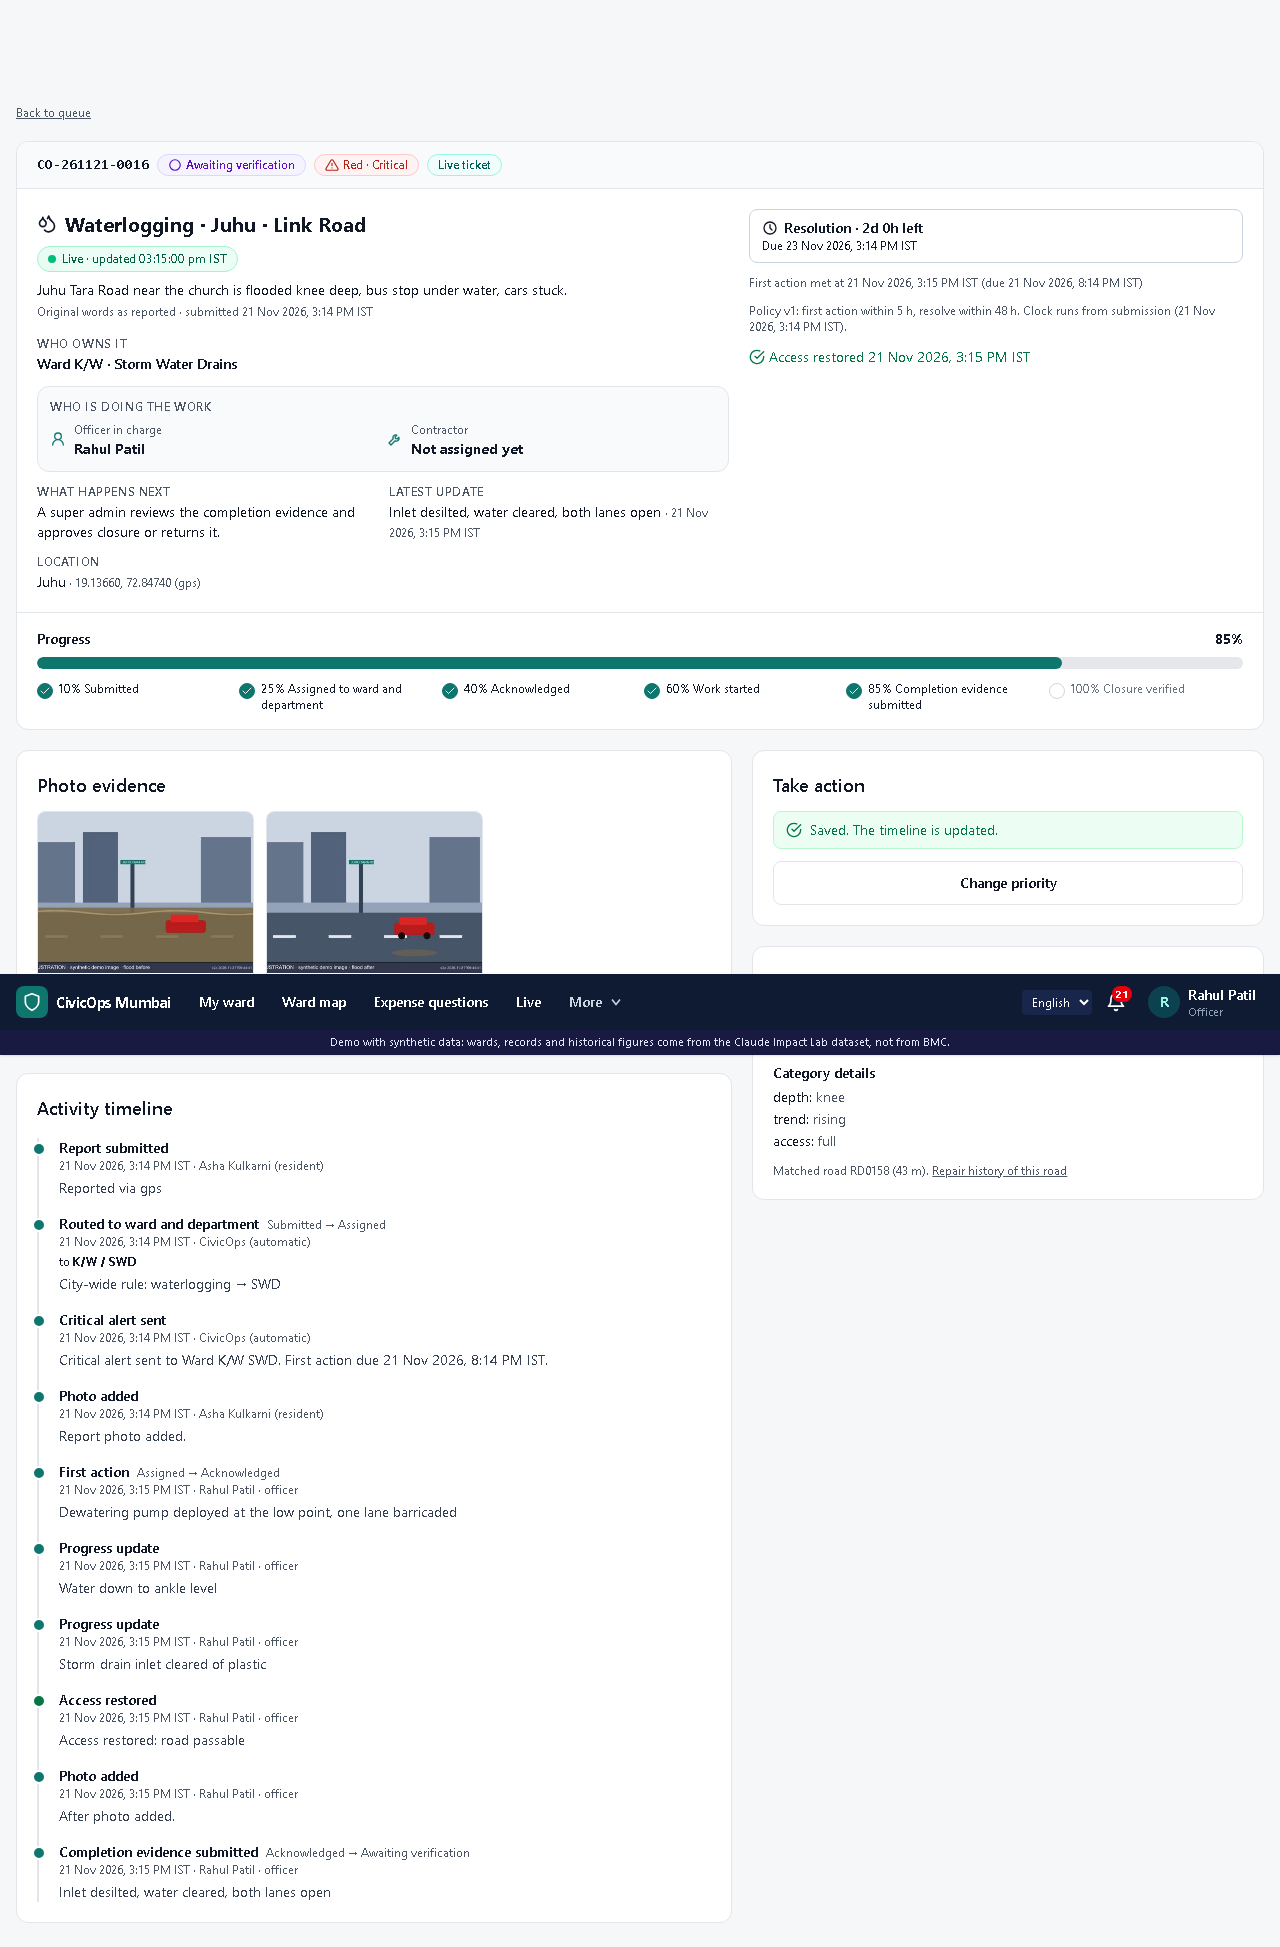 Back to queue
CO-261121-0016 Awaiting verification Red · Critical Live ticket
Waterlogging · Juhu · Link Road
Live · updated 03:15:00 pm IST
Juhu Tara Road near the church is flooded knee deep, bus stop under water, cars stuck.
Original words as reported · submitted 21 Nov 2026, 3:14 PM IST
WHO OWNS IT
Ward K/W · Storm Water Drains
WHO IS DOING THE WORK
Officer in charge
Rahul Patil
Contractor
Not assigned yet
WHAT HAPPENS NEXT
A super admin reviews the completion evidence and
approves closure or returns it.
LATEST UPDATE
Inlet desilted, water cleared, both lanes open · 21 Nov
2026, 3:15 PM IST
LOCATION
Juhu · 19.13660, 72.84740 (gps)
Resolution · 2d 0h left
Due 23 Nov 2026, 3:14 PM IST
First action met at 21 Nov 2026, 3:15 PM IST (due 21 Nov 2026, 8:14 PM IST)
Policy v1: first action within 5 h, resolve within 48 h. Clock runs from submission (21 Nov
2026, 3:14 PM IST).
Access restored 21 Nov 2026, 3:15 PM IST
Progress 85%
10% Submitted
25% Assigned to ward and
department
40% Acknowledged
60% Work started
85% Completion evidence
submitted
100% Closure verified
Photo evidence
USTRATION · synthetic demo image · flood before
USTRATION · synthetic demo image · flood after
Take action
Saved. The timeline is updated.
Change priority
CivicOps Mumbai My ward Ward map Expense questions Live More English 21 R Rahul Patil
Officer
Demo with synthetic data: wards, records and historical figures come from the Claude Impact Lab dataset, not from BMC.
Category details
depth: knee
trend: rising
access: full
Matched road RD0158 (43 m). Repair history of this road
Activity timeline
Report submitted
21 Nov 2026, 3:14 PM IST · Asha Kulkarni (resident)
Reported via gps
Routed to ward and department Submitted → Assigned
21 Nov 2026, 3:14 PM IST · CivicOps (automatic)
to K/W / SWD
City-wide rule: waterlogging → SWD
Critical alert sent
21 Nov 2026, 3:14 PM IST · CivicOps (automatic)
Critical alert sent to Ward K/W SWD. First action due 21 Nov 2026, 8:14 PM IST.
Photo added
21 Nov 2026, 3:14 PM IST · Asha Kulkarni (resident)
Report photo added.
First action Assigned → Acknowledged
21 Nov 2026, 3:15 PM IST · Rahul Patil · officer
Dewatering pump deployed at the low point, one lane barricaded
Progress update
21 Nov 2026, 3:15 PM IST · Rahul Patil · officer
Water down to ankle level
Progress update
21 Nov 2026, 3:15 PM IST · Rahul Patil · officer
Storm drain inlet cleared of plastic
Access restored
21 Nov 2026, 3:15 PM IST · Rahul Patil · officer
Access restored: road passable
Photo added
21 Nov 2026, 3:15 PM IST · Rahul Patil · officer
After photo added.
Completion evidence submitted Acknowledged → Awaiting verification
21 Nov 2026, 3:15 PM IST · Rahul Patil · officer
Inlet desilted, water cleared, both lanes open